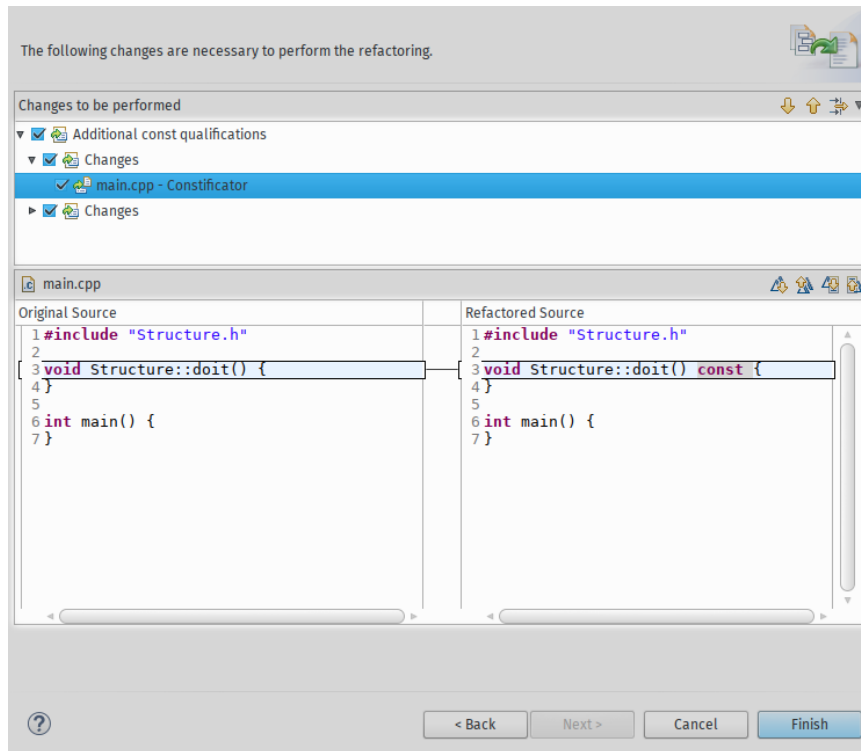 The following changes are necessary to perform the refactoring.
Changes to be performed
Additional const qualifications
Changes
main.cpp - Constificator
Changes
main.cpp
Original Source
1 #include "Structure.h"
2
3 void Structure::doit() {
4 }
5
6 int main() {
7 }
Refactored Source
1 #include "Structure.h"
2
3 void Structure::doit() const {
4 }
5
6 int main() {
7 }
< Back
Next >
Cancel
Finish